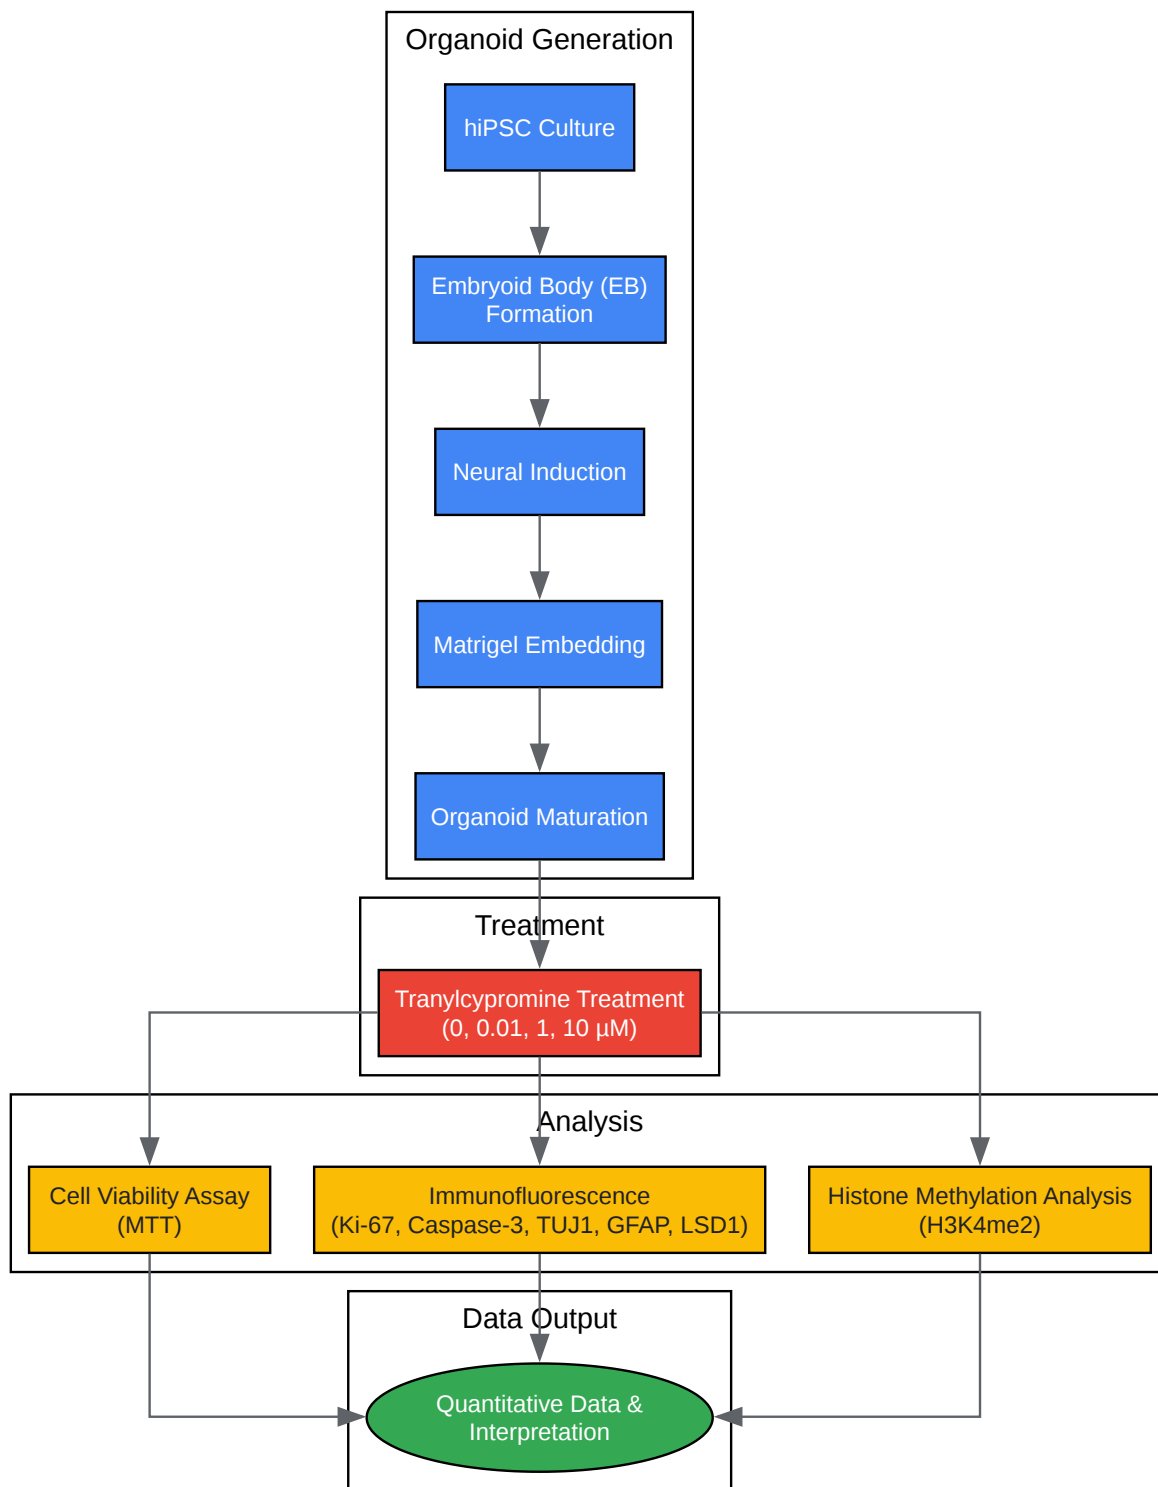 Organoid Generation
hiPSC Culture
Embryoid Body (EB)
Formation
Neural Induction
Matrigel Embedding
Organoid Maturation
Treatment
Tranylcypromine Treatment
(0, 0.01, 1, 10 µM)
Analysis
Cell Viability Assay
(MTT)
Immunofluorescence
(Ki-67, Caspase-3, TUJ1, GFAP, LSD1)
Histone Methylation Analysis
(H3K4me2)
Data Output
Quantitative Data &
Interpretation